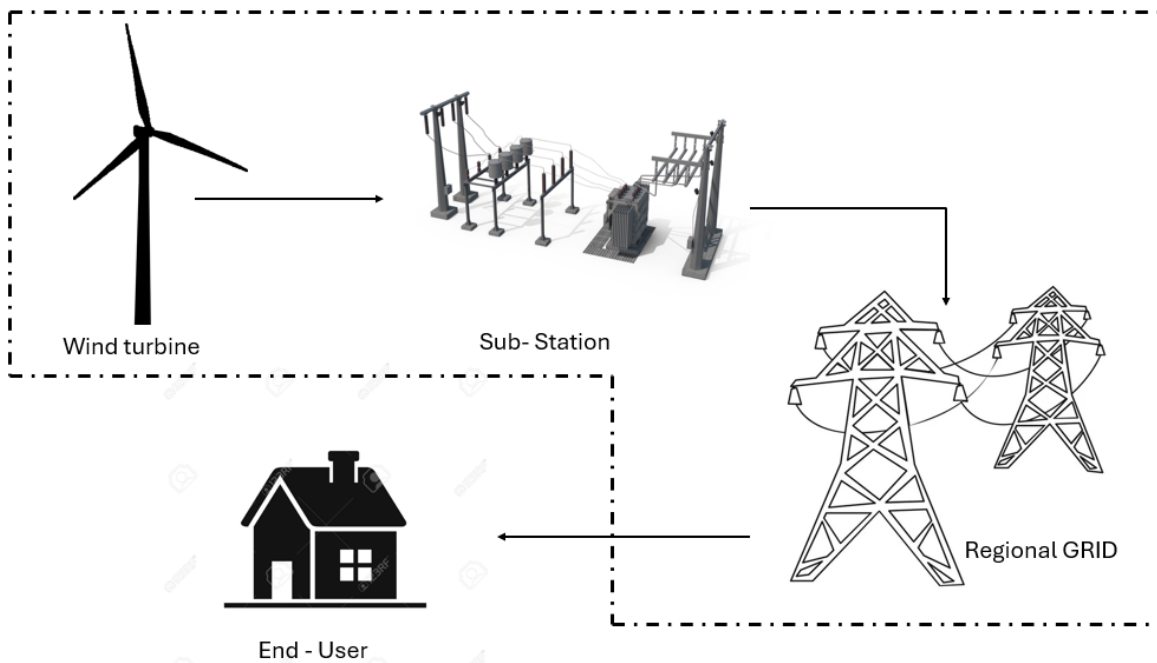 Wind turbine
Sub- Station
Regional GRID
End - User